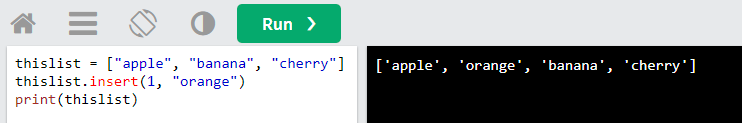 Run ❯
thislist = ["apple", "banana", "cherry"]
thislist.insert(1, "orange")
print(thislist)
['apple', 'orange', 'banana', 'cherry']